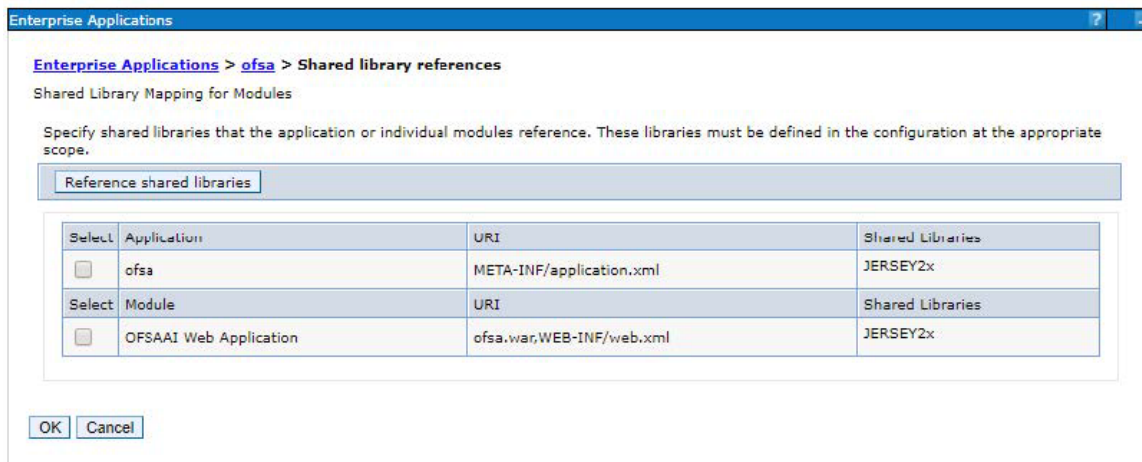 Enterprise Applications ?
Enterprise Applications > ofsa > Shared library references
Shared Library Mapping for Modules
Specify shared libraries that the application or individual modules reference. These libraries must be defined in the configuration at the appropriate
scope.
Reference shared libraries
Select Application URI Shared Libraries
ofsa META-INF/application.xml JERSEY2x
Select Module URI Shared Libraries
OFSAAI Web Application ofsa.war,WEB-INF/web.xml JERSEY2x
OK Cancel